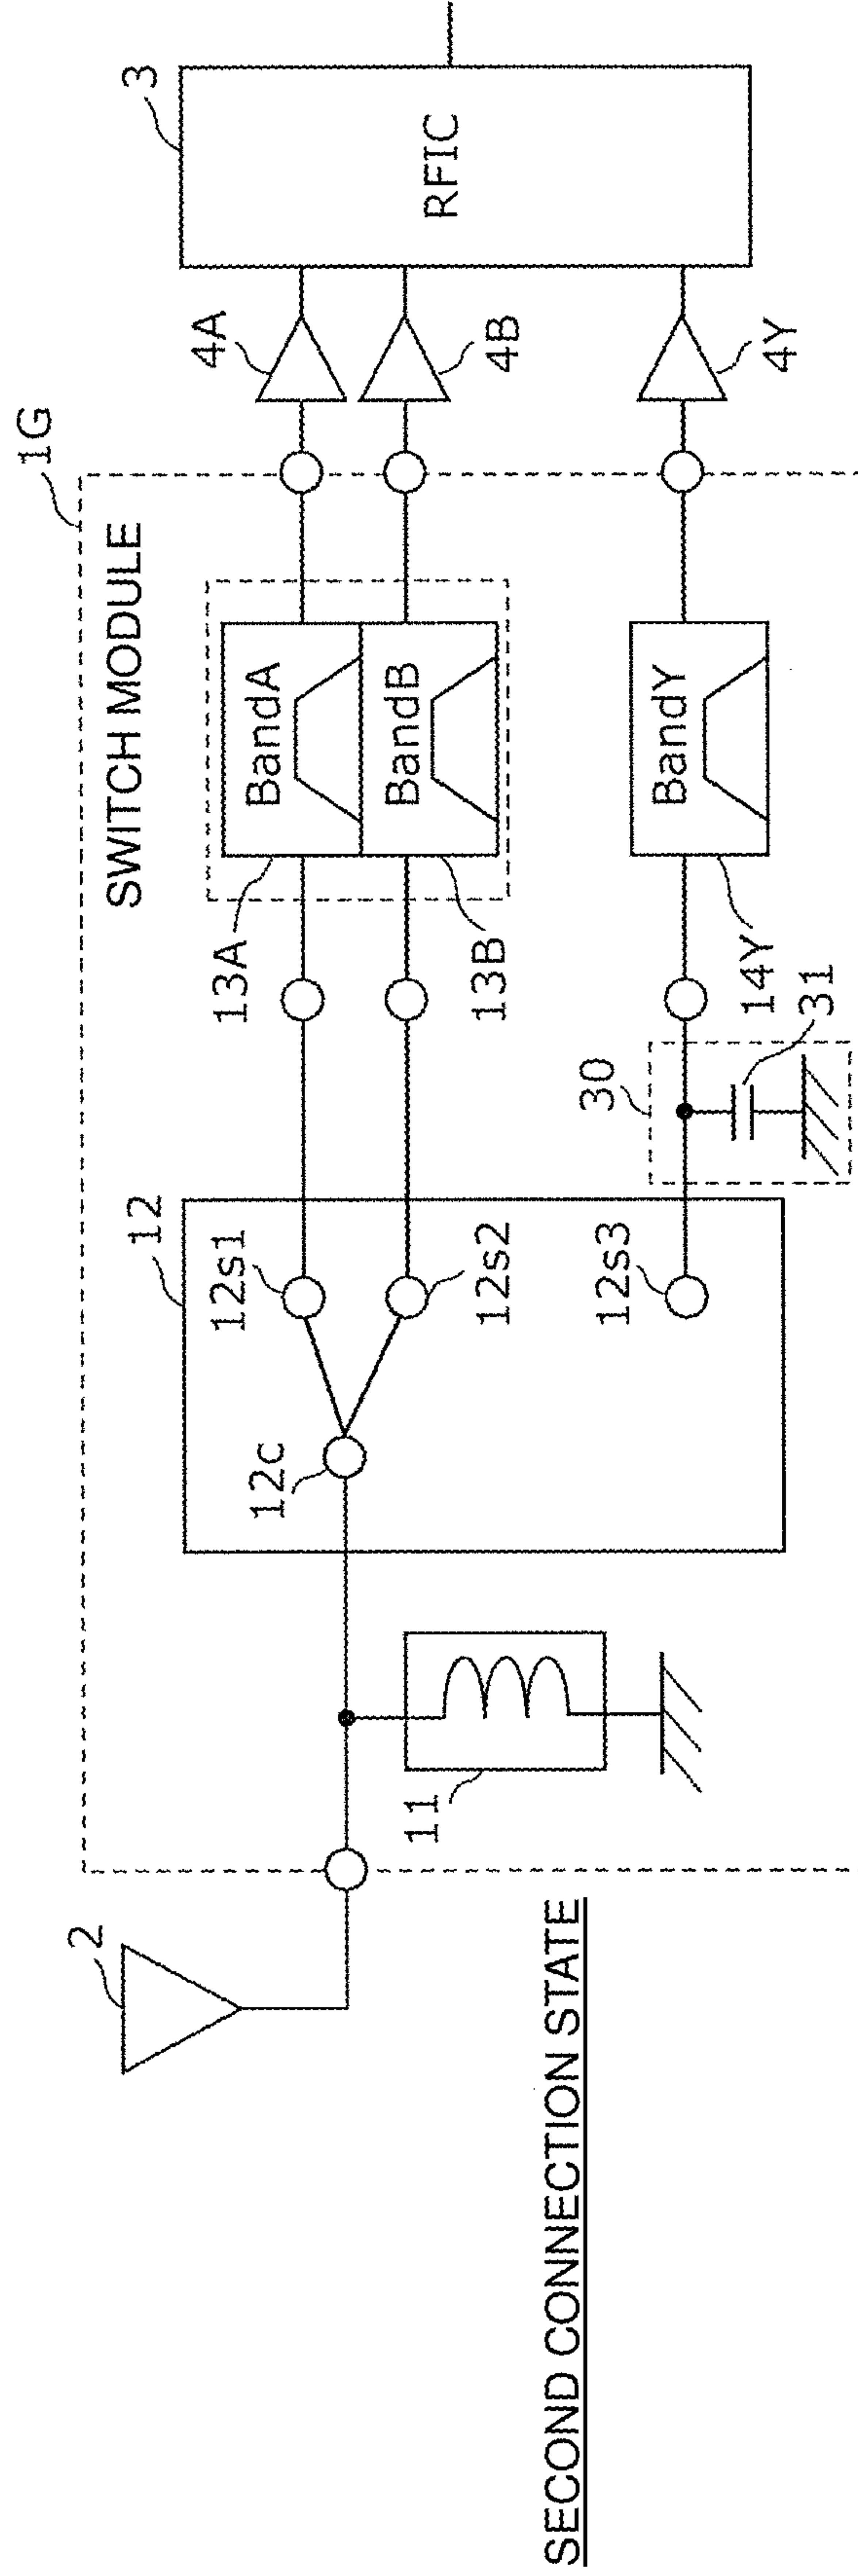 1G
SWITCH MODULE
2
11
12
12c
12s1
12s2
12s3
13A
BandA
BandB
13B
30
31
14Y
BandY
4A
4B
4Y
3
RFIC
SECOND CONNECTION STATE